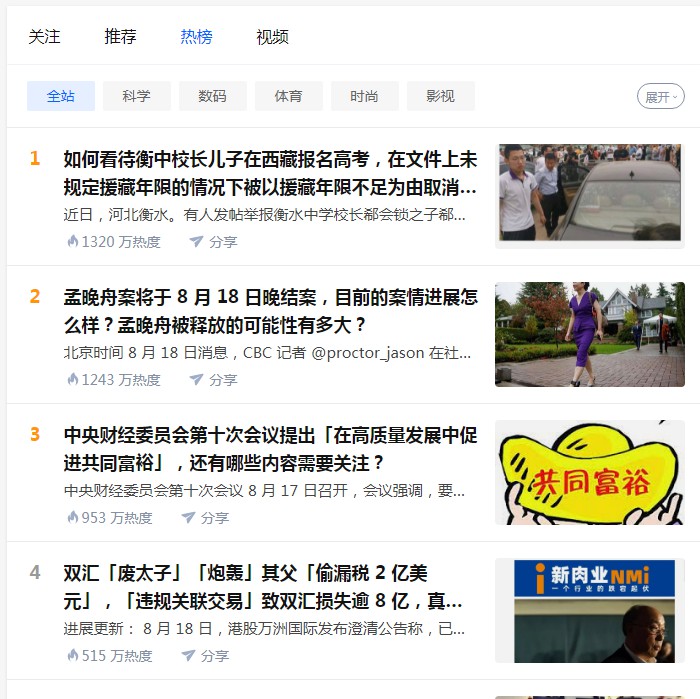 关注 推荐 热榜 视频
全站 科学 数码 体育 时尚 影视 展开
1 如何看待衡中校长儿子在西藏报名高考，在文件上未
规定援藏年限的情况下被以援藏年限不足为由取消...
近日，河北衡水。有人发帖举报衡水中学校长郗会锁之子郗...
1320 万热度 分享
2 孟晚舟案将于 8 月 18 日晚结案，目前的案情进展怎
么样？孟晚舟被释放的可能性有多大？
北京时间 8 月 18 日消息，CBC 记者 @proctor_jason 在社...
1243 万热度 分享
3 中央财经委员会第十次会议提出「在高质量发展中促
进共同富裕」，还有哪些内容需要关注？
中央财经委员会第十次会议 8 月 17 日召开，会议强调，要...
953 万热度 分享
共同富裕
4 双汇「废太子」「炮轰」其父「偷漏税 2 亿美
元」，「违规关联交易」致双汇损失逾 8 亿，真...
进展更新： 8 月 18 日，港股万洲国际发布澄清公告称，已...
515 万热度 分享
新肉业NMi
一个行业的跌宕起伏